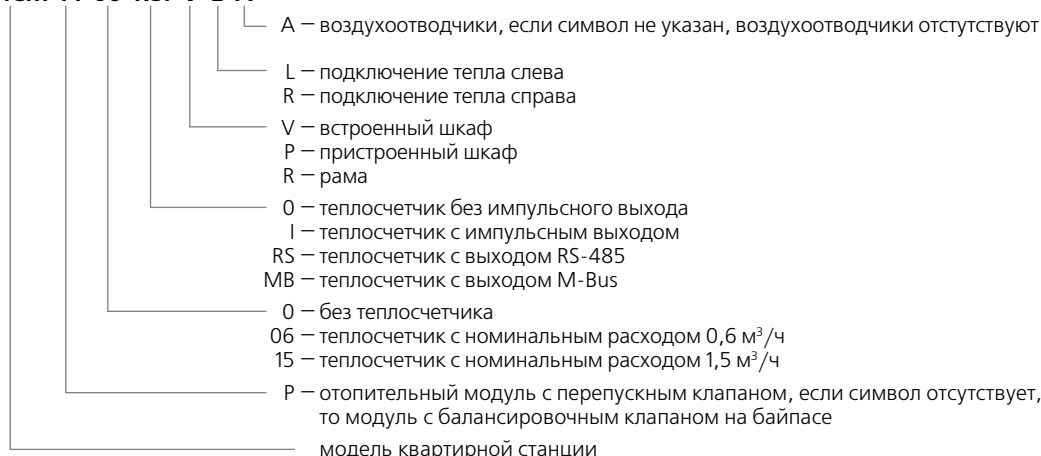 А — воздухоотводчики, если символ не указан, воздухоотводчики отстутствуют
L — подключение тепла слева
R — подключение тепла справа
V — встроенный шкаф
P — пристроенный шкаф
R — рама
0 — теплосчетчик без импульсного выхода
I — теплосчетчик с импульсным выходом
RS — теплосчетчик с выходом RS-485
MB — теплосчетчик с выходом M-Bus
0 — без теплосчетчика
06 — теплосчетчик с номинальным расходом 0,6 м³/ч
15 — теплосчетчик с номинальным расходом 1,5 м³/ч
P — отопительный модуль с перепускным клапаном, если символ отсутствует,
то модуль с балансировочным клапаном на байпасе
модель квартирной станции